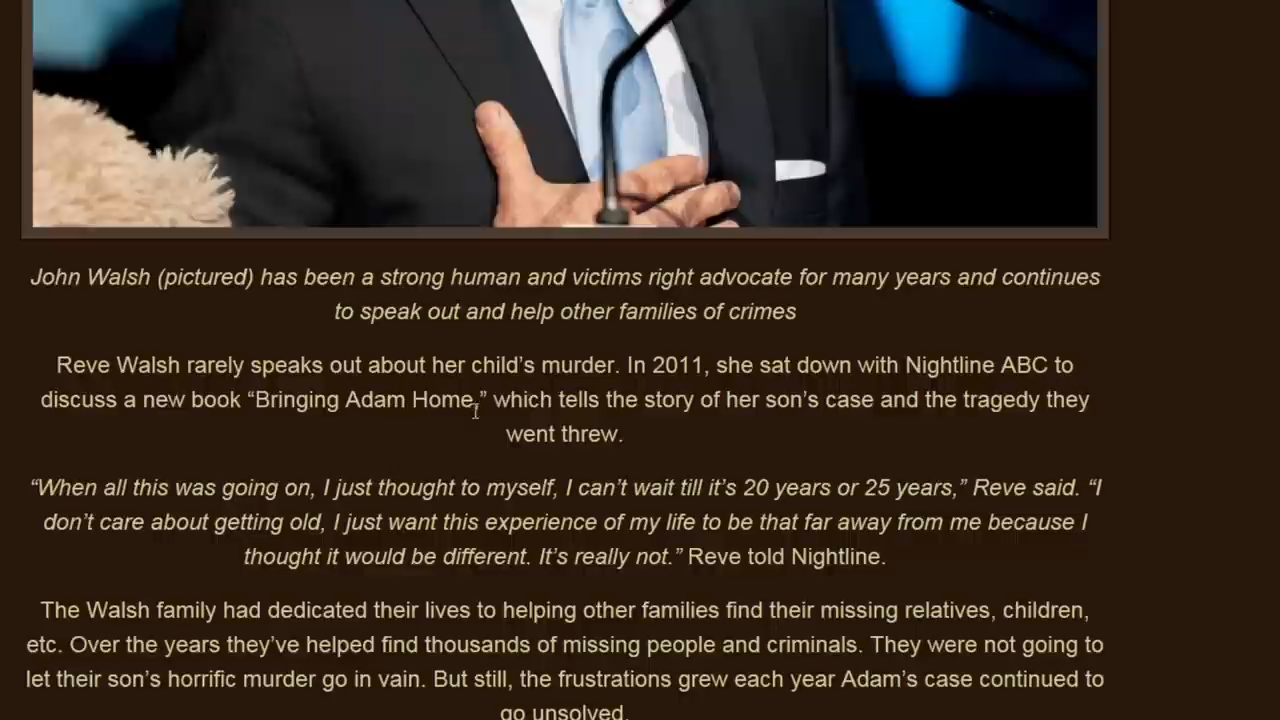 John Walsh (pictured) has been a strong human and victims right advocate for many years and continues
to speak out and help other families of crimes
Reve Walsh rarely speaks out about her child’s murder. In 2011, she sat down with Nightline ABC to
discuss a new book “Bringing Adam Home,” which tells the story of her son’s case and the tragedy they
went threw.
“When all this was going on, I just thought to myself, I can’t wait till it’s 20 years or 25 years,” Reve said. “I
don’t care about getting old, I just want this experience of my life to be that far away from me because I
thought it would be different. It’s really not.” Reve told Nightline.
The Walsh family had dedicated their lives to helping other families find their missing relatives, children,
etc. Over the years they’ve helped find thousands of missing people and criminals. They were not going to
let their son’s horrific murder go in vain. But still, the frustrations grew each year Adam’s case continued to
go unsolved.